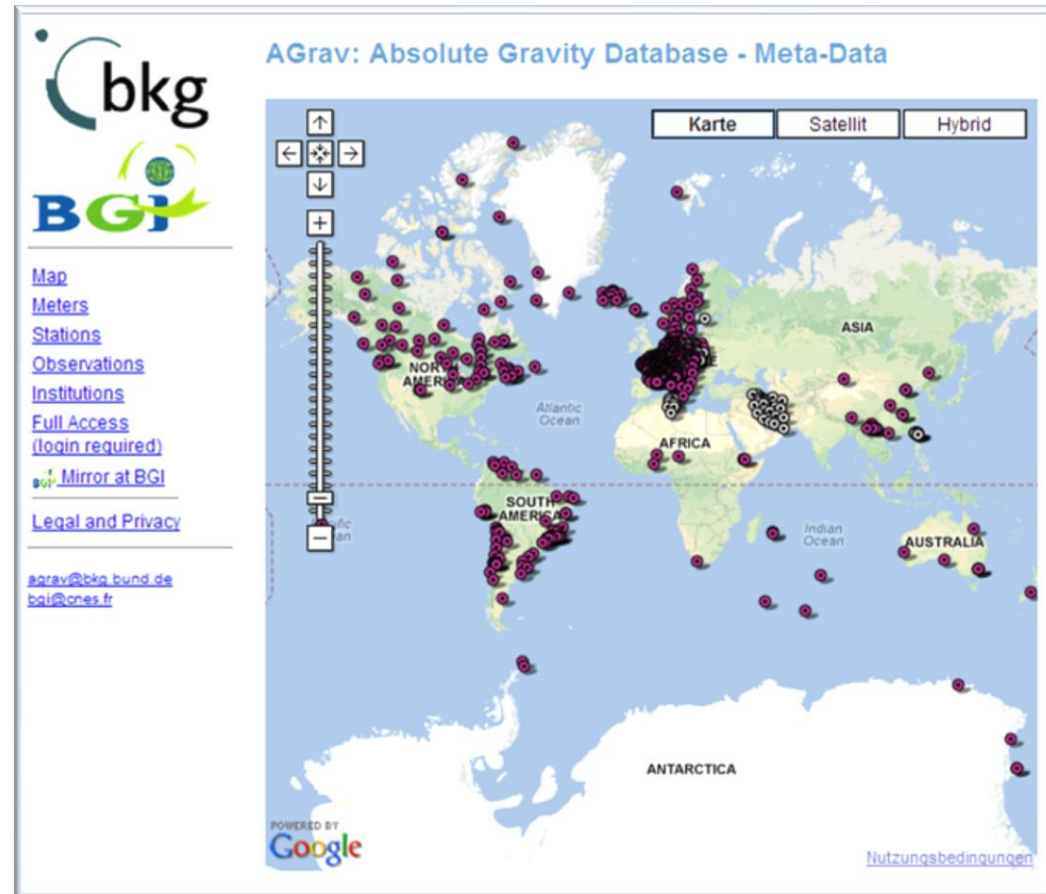 bkg
BGI
Map
Meters
Stations
Observations
Institutions
Full Access
(login required)
Mirror at BGI
Legal and Privacy
agrav@bkg.bund.de
bgi@cnes.fr
AGrav: Absolute Gravity Database - Meta-Data
Karte
Satellit
Hybrid
ASIA
NORTH
AMERICA
Atlantic
Ocean
AFRICA
SOUTH
AMERICA
Indian
Ocean
AUSTRALIA
ANTARCTICA
POWERED BY
Google
Nutzungsbedingungen